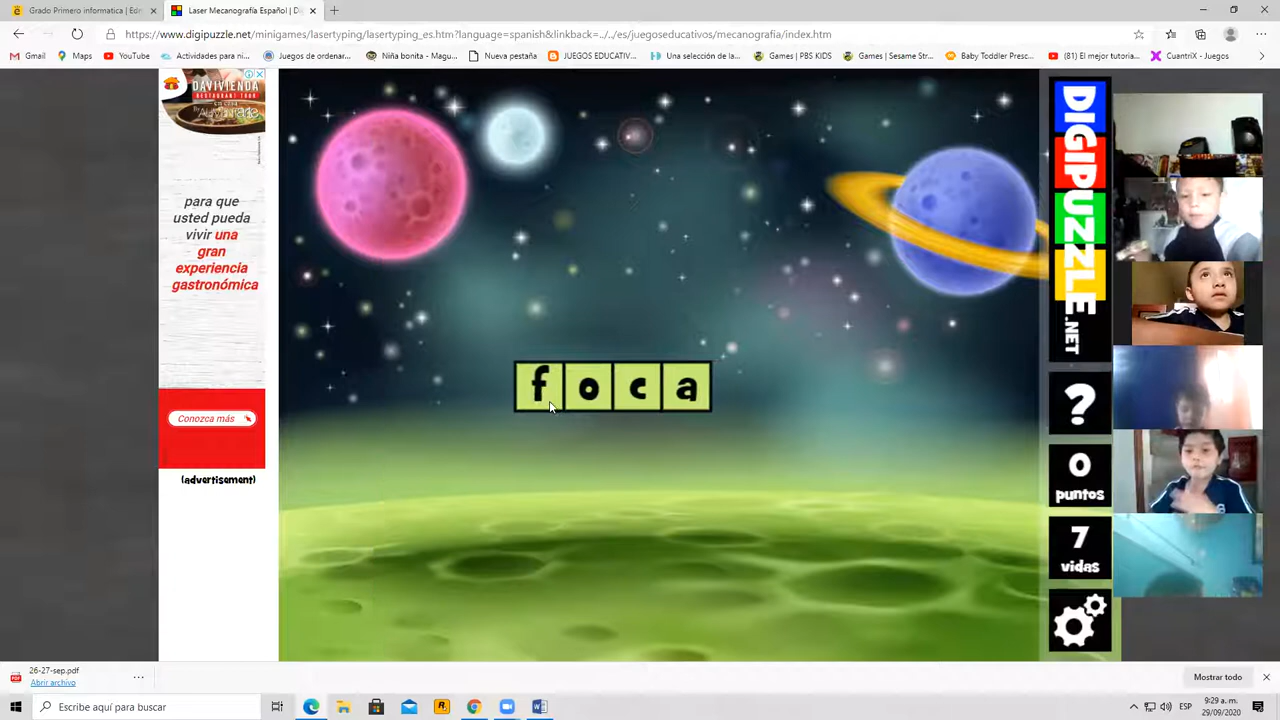 Grado Primero informatica | Edm
Laser Mecanografía Español | Di
https://www.digipuzzle.net/minigames/lasertyping/lasertyping_es.htm?language=spanish&linkback=../../es/juegoseducativos/mecanografia/index.htm
Gmail
Maps
YouTube
Actividades para ni...
Juegos de ordenar...
Niña bonita - Magu...
Nueva pestaña
JUEGOS EDUCATIV...
Una selección de la...
Games | PBS KIDS
Games | Sesame Str...
Baby Toddler Presc...
(81) El mejor tutoria...
CuantriX - Juegos
DAVIVIENDA
RESTAURANT TOUR
para que
usted pueda
vivir una
gran
experiencia
gastronómica
Conozca más
(advertisement)
foca
DIGIPUZZLE.NET
?
0
puntos
7
vidas
26-27-sep.pdf
Abrir archivo
Mostrar todo
Escribe aquí para buscar
ESP
9:29 a. m.
29/09/2020